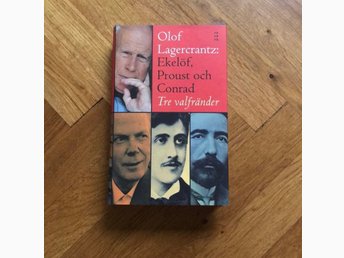 Olof
Lagercrantz:
Ekelöf,
Proust och
Conrad
Tre valfränder